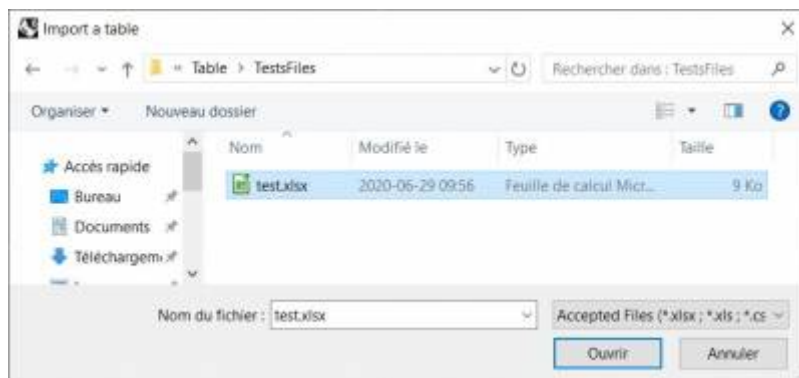 Import a table
« Table > TestsFiles
Rechercher dans : TestsFiles
Organiser
Nouveau dossier
Nom
Modifié le
Type
Taille
Accès rapide
Bureau
Documents
Téléchargem
test.xlsx
2020-06-29 09:56
Feuille de calcul Micr...
9 Ko
Nom du fichier :
test.xlsx
Accepted Files (*.xlsx ; *.xls ; *.cs
Ouvrir
Annuler